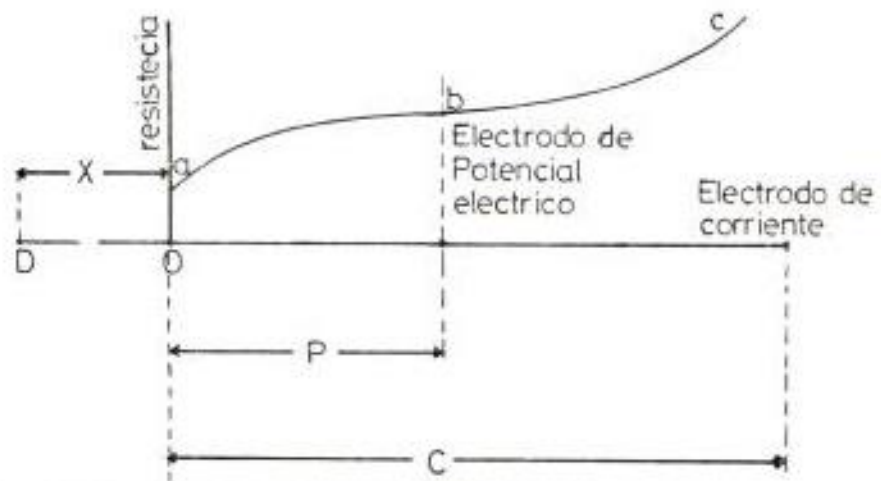 c
resistecia
b
a
Electrodo de
Potencial
electrico
X
Electrodo de
corriente
D
O
P
C